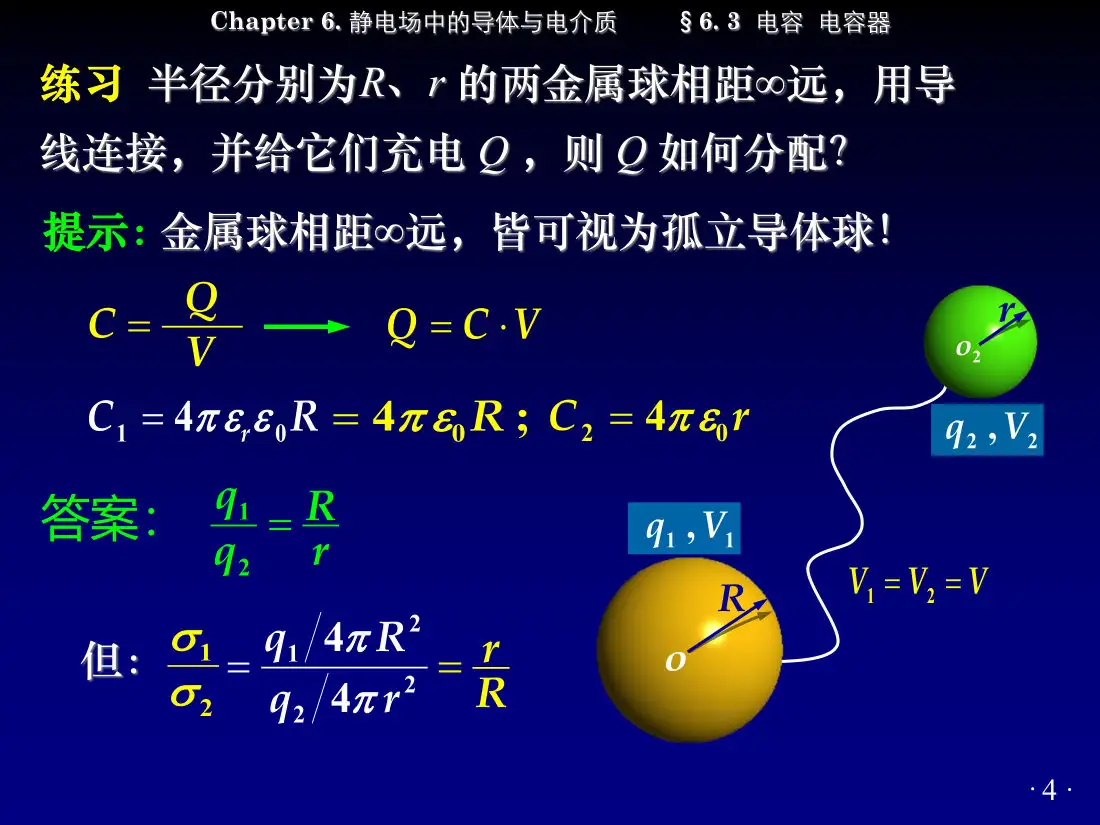 Chapter 6. 静电场中的导体与电介质 §6. 3 电容 电容器
练习 半径分别为R、r 的两金属球相距∞远，用导
线连接，并给它们充电 Q ，则 Q 如何分配？
提示：金属球相距∞远，皆可视为孤立导体球！
C = Q/V → Q = C · V
C₁ = 4πεᵣε₀R = 4πε₀R ; C₂ = 4πε₀r
答案： q₁/q₂ = R/r
但： σ₁/σ₂ = (q₁/4πR²)/(q₂/4πr²) = r/R
r
o₂
q₂ , V₂
q₁ , V₁
V₁ = V₂ = V
R
o
· 4 ·